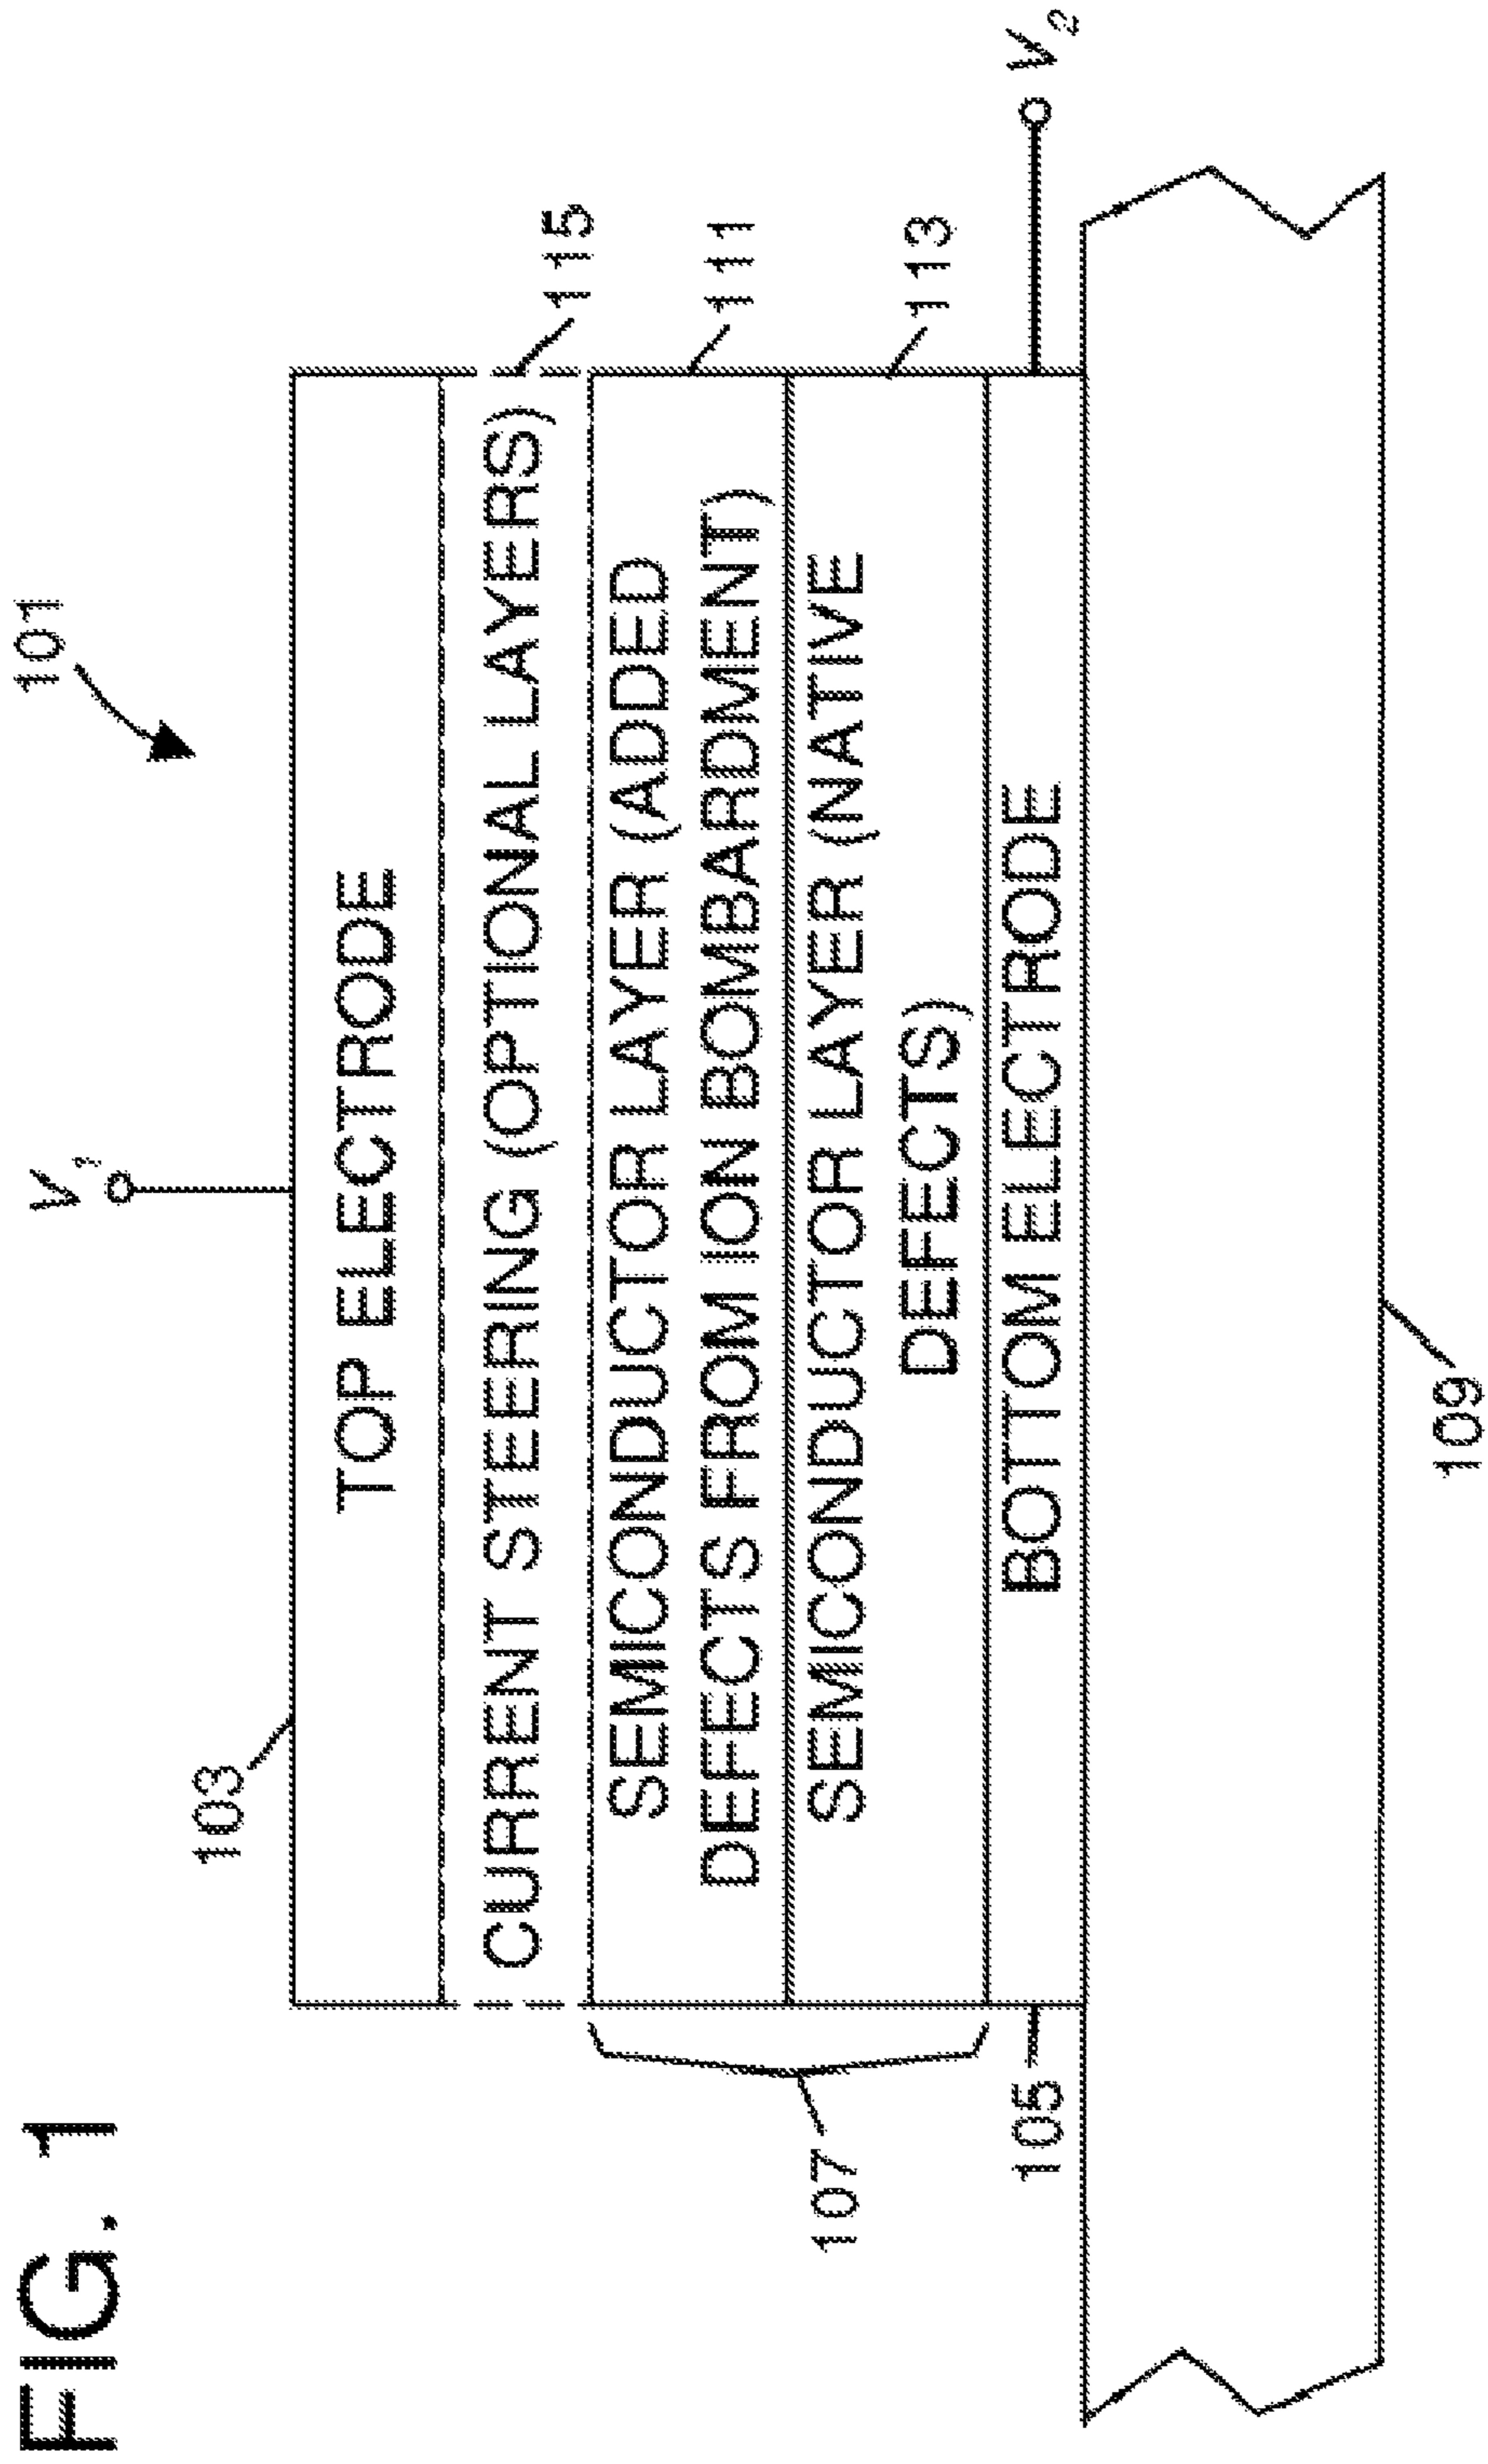 FIG. 1
101
V1
103
TOP ELECTRODE
CURRENT STEERING (OPTIONAL LAYERS)
115
SEMICONDUCTOR LAYER (ADDED
DEFECTS FROM ION BOMBARDMENT)
111
107
SEMICONDUCTOR LAYER (NATIVE
DEFECTS)
113
105
BOTTOM ELECTRODE
V2
109